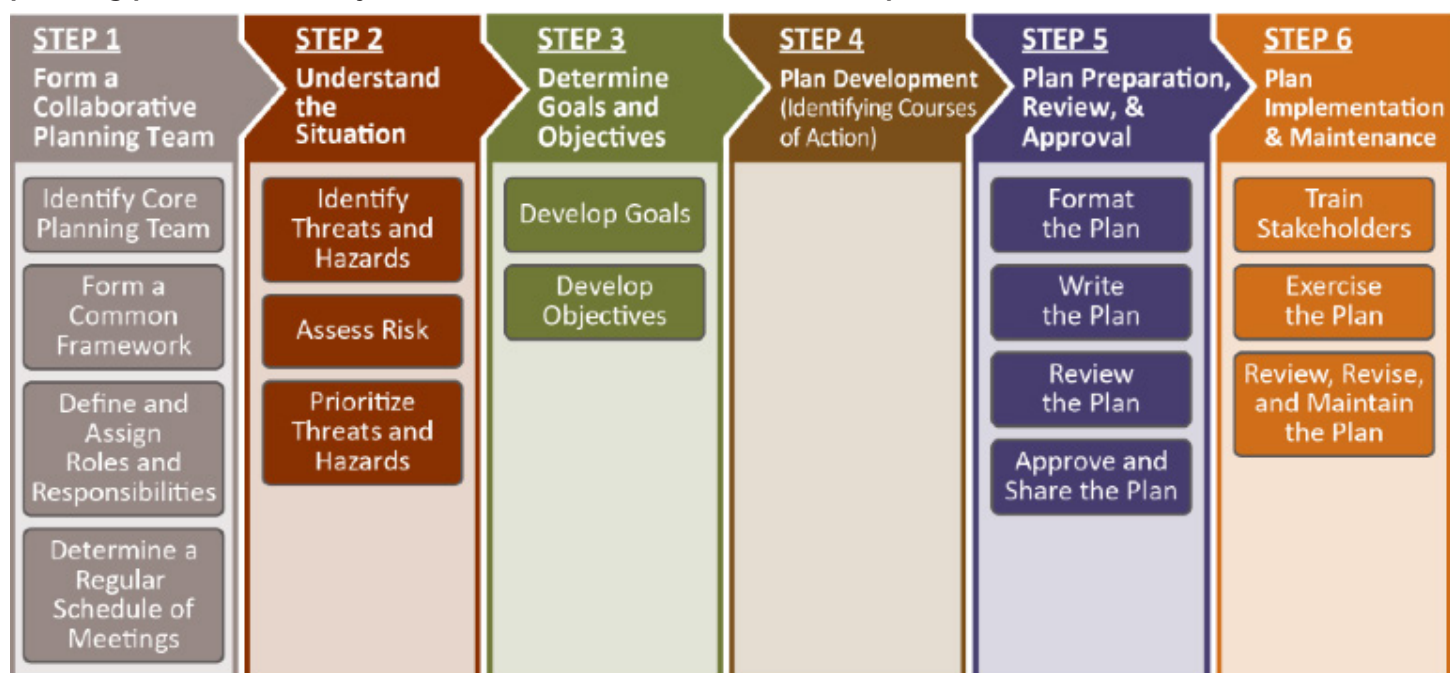 STEP 1
Form a
Collaborative
Planning Team
Identify Core
Planning Team
Form a
Common
Framework
Define and
Assign
Roles and
Responsibilities
Determine a
Regular
Schedule of
Meetings
STEP 2
Understand
the
Situation
Identify
Threats and
Hazards
Assess Risk
Prioritize
Threats and
Hazards
STEP 3
Determine
Goals and
Objectives
Develop Goals
Develop
Objectives
STEP 4
Plan Development
(Identifying Courses
of Action)
STEP 5
Plan Preparation,
Review, &
Approval
Format
the Plan
Write
the Plan
Review
the Plan
Approve and
Share the Plan
STEP 6
Plan
Implementation
& Maintenance
Train
Stakeholders
Exercise
the Plan
Review, Revise,
and Maintain
the Plan